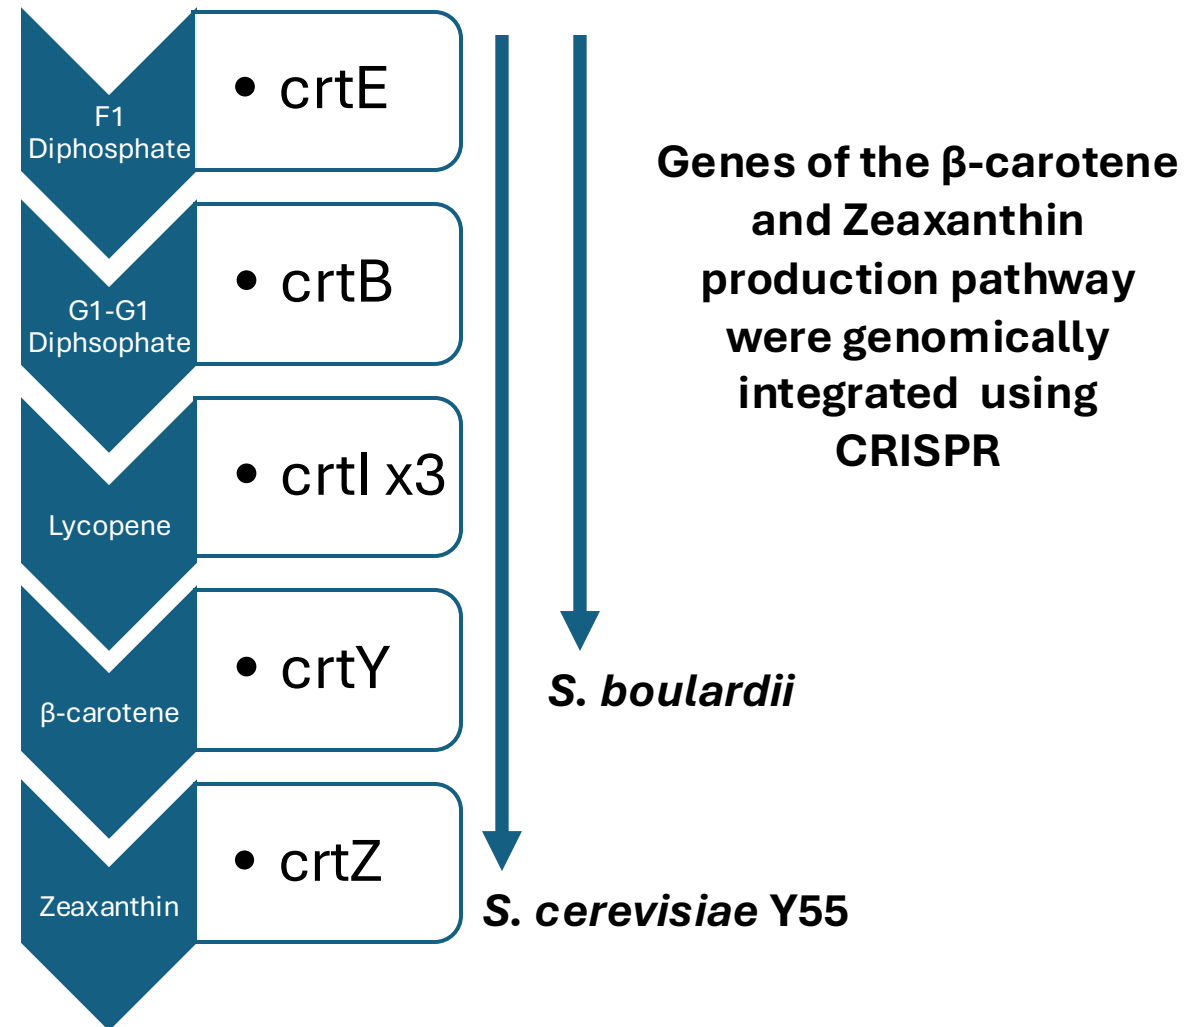 F1
Diphosphate
• crtE
G1-G1
Diphsophate
• crtB
Lycopene
• crtI x3
β-carotene
• crtY
Zeaxanthin
• crtZ
S. boulardii
S. cerevisiae Y55
Genes of the β-carotene
and Zeaxanthin
production pathway
were genomically
integrated using
CRISPR